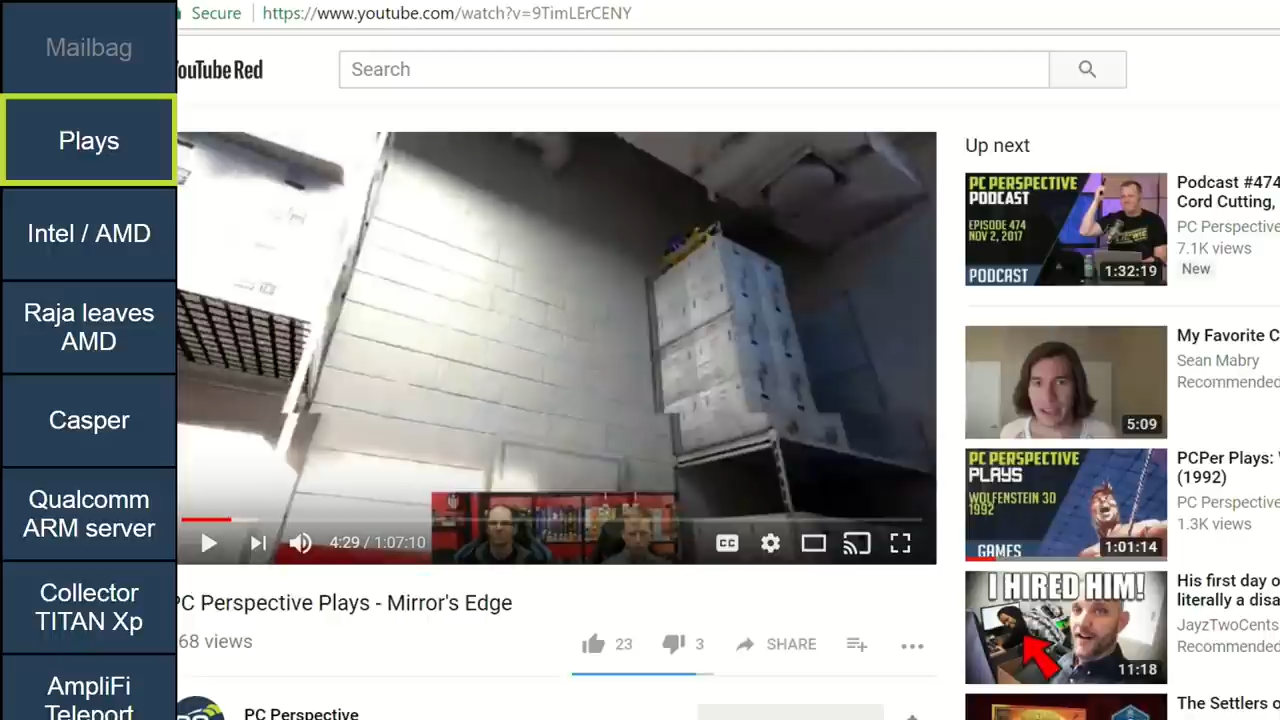 Mailbag
Plays
Intel / AMD
Raja leaves
AMD
Casper
Qualcomm
ARM server
Collector
TITAN Xp
AmpliFi
Teleport
Secure
https://www.youtube.com/watch?v=9TimLErCENY
YouTube Red
Search
4:29 / 1:07:10
CC
PC Perspective Plays - Mirror's Edge
68 views
23
3
SHARE
PC Perspective
Up next
PC PERSPECTIVE
PODCAST
EPISODE 474
NOV 2, 2017
PODCAST
1:32:19
Podcast #474
Cord Cutting,
PC Perspective
7.1K views
New
5:09
My Favorite C
Sean Mabry
Recommended
PC PERSPECTIVE
PLAYS
WOLFENSTEIN 3D
1992
GAMES
1:01:14
PCPer Plays:
(1992)
PC Perspective
1.3K views
I HIRED HIM!
11:18
His first day o
literally a disa
JayzTwoCents
Recommended
The Settlers o